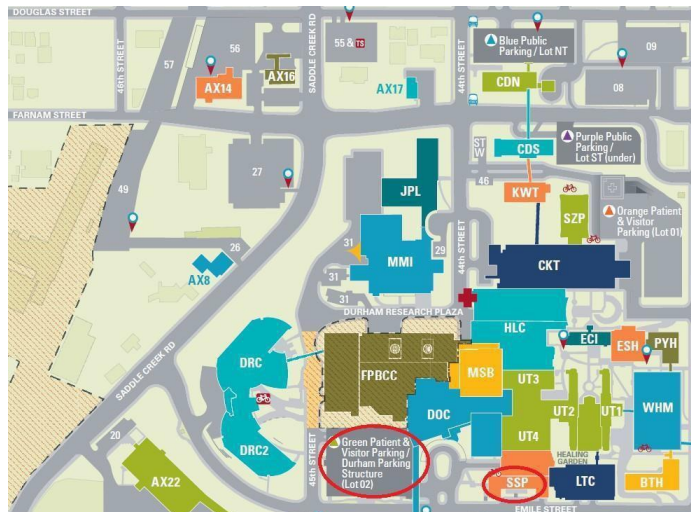 DOUGLAS STREET
46th STREET
57
56
AX14
AX16
SADDLE CREEK RD
55 & TS
AX17
44th STREET
Blue Public
Parking / Lot NT
09
CDN
08
FARNAM STREET
Purple Public
Parking /
Lot ST (under)
CDS
ST
W
49
27
46
KWT
JPL
SZP
Orange Patient
& Visitor
Parking (Lot 01)
26
AX8
31
MMI
29
44th STREET
CKT
31
31
DURHAM RESEARCH PLAZA
SADDLE CREEK RD
DRC
FPBCC
MSB
HLC
ECI
ESH
PYH
UT3
DOC
UT2
UT1
WHM
DRC2
20
AX22
45th STREET
Green Patient &
Visitor Parking /
Durham Parking
Structure
(Lot 02)
UT4
HEALING
GARDEN
SSP
LTC
BTH
EMILE STREET